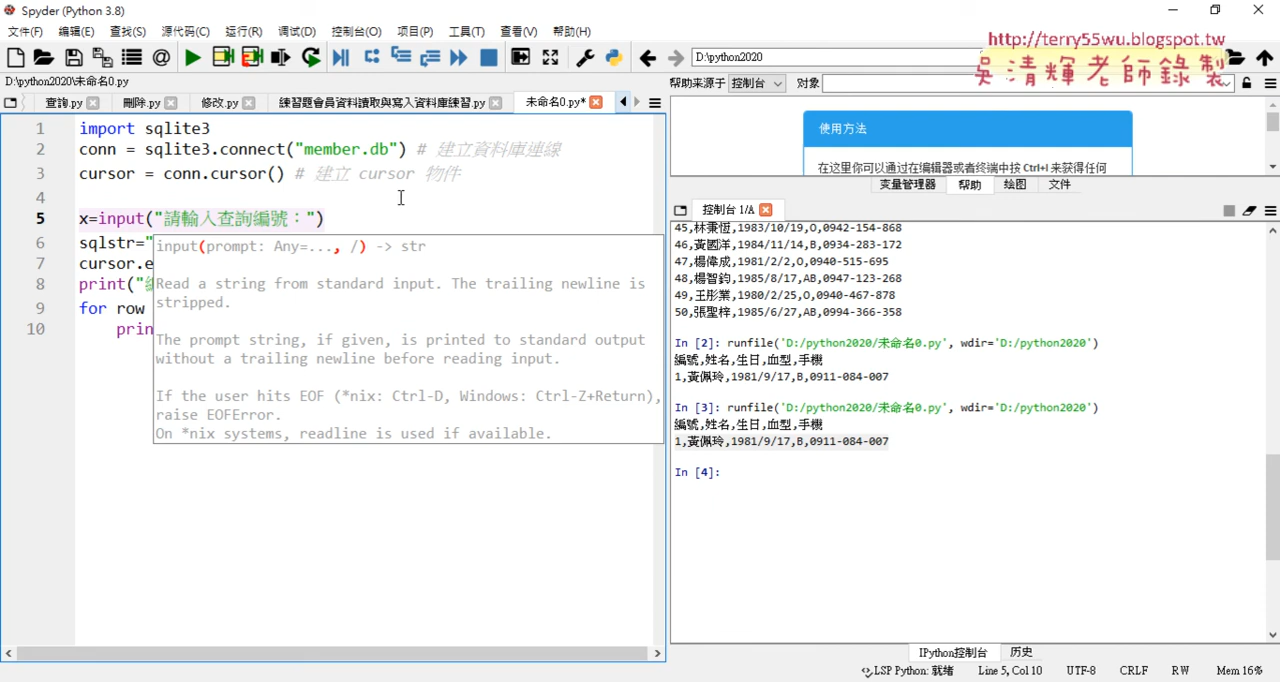 Spyder (Python 3.8)
文件(F) 编辑(E) 查找(S) 源代码(C) 运行(R) 调试(D) 控制台(O) 项目(P) 工具(T) 查看(V) 帮助(H)
D:\python2020
http://terry55wu.blogspot.tw
吳清輝老師錄製
D:\python2020\未命名0.py
帮助来源于 控制台 对象
查詢.py 刪除.py 修改.py 練習題會員資料讀取與寫入資料庫練習.py 未命名0.py*
1 import sqlite3
2 conn = sqlite3.connect("member.db") # 建立資料庫連線
3 cursor = conn.cursor() # 建立 cursor 物件
4
5 x=input("請輸入查詢編號：")
6 sqlstr="
7 cursor.e
8 print("
9 for row
10 prin
input(prompt: Any=..., /) -> str
Read a string from standard input. The trailing newline is
stripped.
The prompt string, if given, is printed to standard output
without a trailing newline before reading input.
If the user hits EOF (*nix: Ctrl-D, Windows: Ctrl-Z+Return),
raise EOFError.
On *nix systems, readline is used if available.
使用方法
在这里你可以通过在编辑器或者终端中按 Ctrl+I 来获得任何
变量管理器 帮助 绘图 文件
控制台 1/A
45,林秉恆,1983/10/19,O,0942-154-868
46,黃國洋,1984/11/14,B,0934-283-172
47,楊偉成,1981/2/2,O,0940-515-695
48,楊智鈞,1985/8/17,AB,0947-123-268
49,王彤業,1980/2/25,O,0940-467-878
50,張聖梓,1985/6/27,AB,0994-366-358
In [2]: runfile('D:/python2020/未命名0.py', wdir='D:/python2020')
編號,姓名,生日,血型,手機
1,黃佩玲,1981/9/17,B,0911-084-007
In [3]: runfile('D:/python2020/未命名0.py', wdir='D:/python2020')
編號,姓名,生日,血型,手機
1,黃佩玲,1981/9/17,B,0911-084-007
In [4]:
IPython控制台 历史
LSP Python: 就绪 Line 5, Col 10 UTF-8 CRLF RW Mem 16%